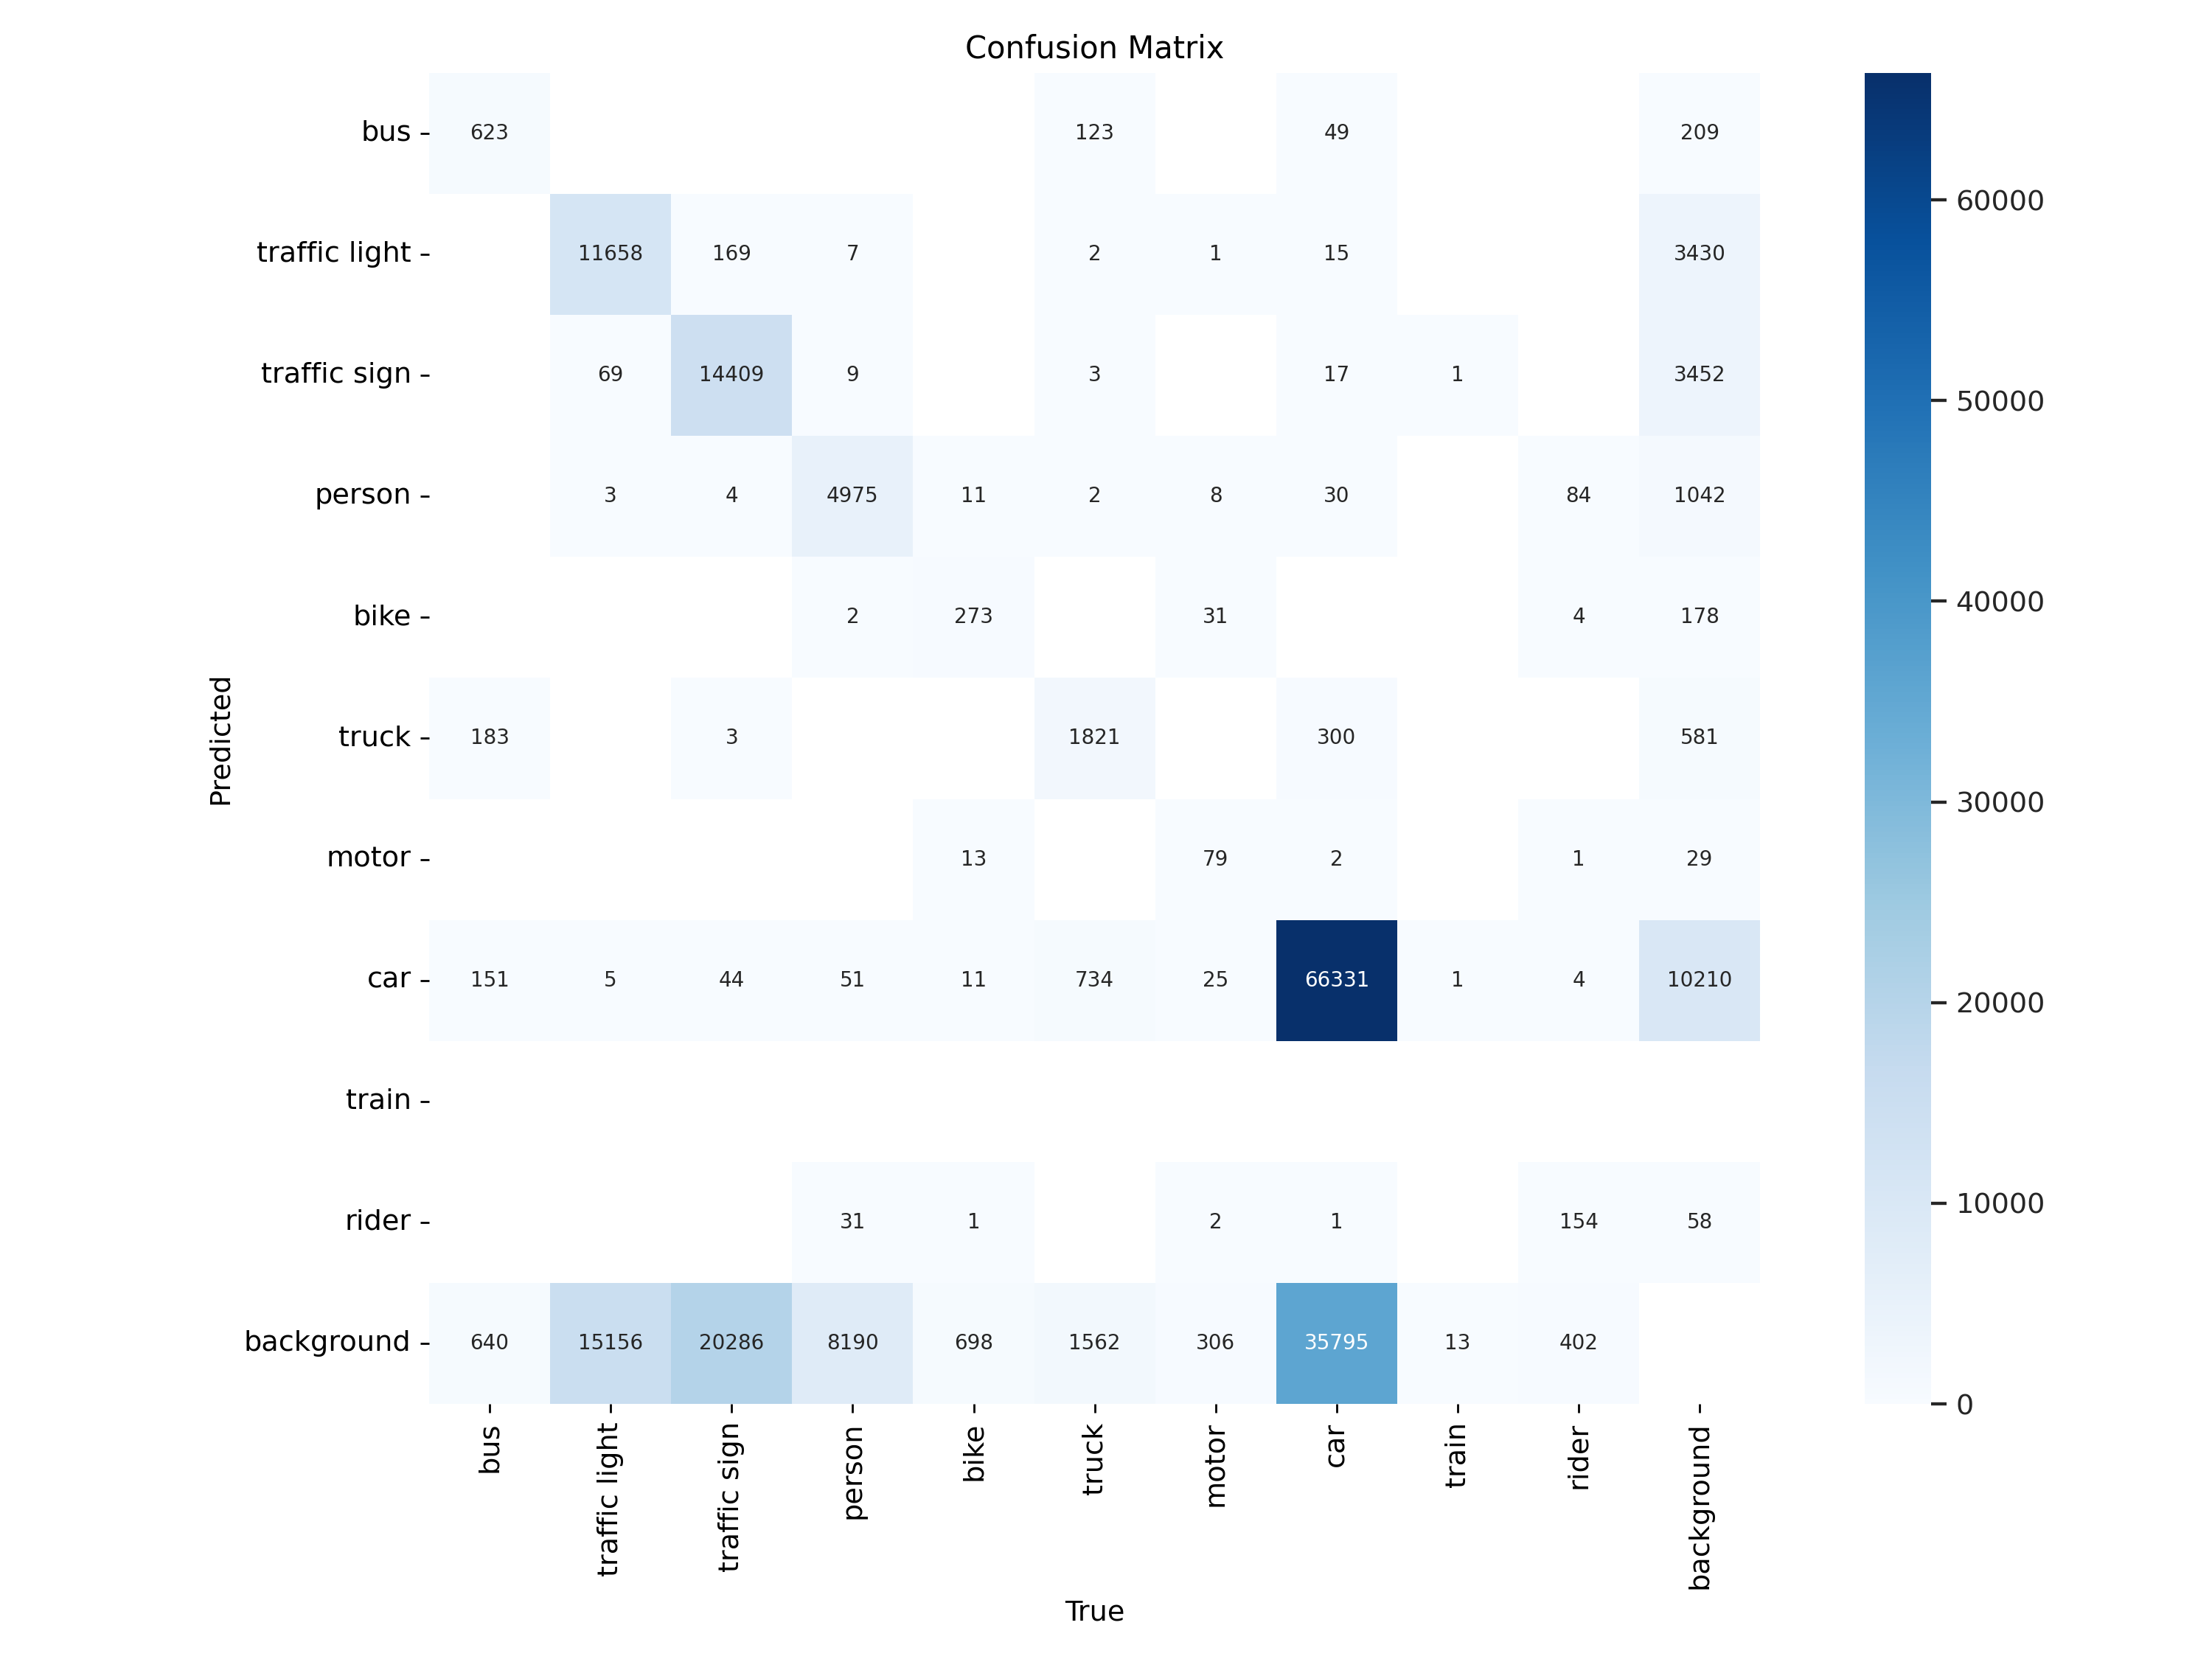 Confusion Matrix
bus 623 123 49 209
traffic light 11658 169 7 2 1 15 3430
traffic sign 69 14409 9 3 17 1 3452
person 3 4 4975 11 2 8 30 84 1042
bike 2 273 31 4 178
truck 183 3 1821 300 581
motor 13 79 2 1 29
car 151 5 44 51 11 734 25 66331 1 4 10210
train
rider 31 1 2 1 154 58
background 640 15156 20286 8190 698 1562 306 35795 13 402
bus traffic light traffic sign person bike truck motor car train rider background
True
Predicted
60000
50000
40000
30000
20000
10000
0